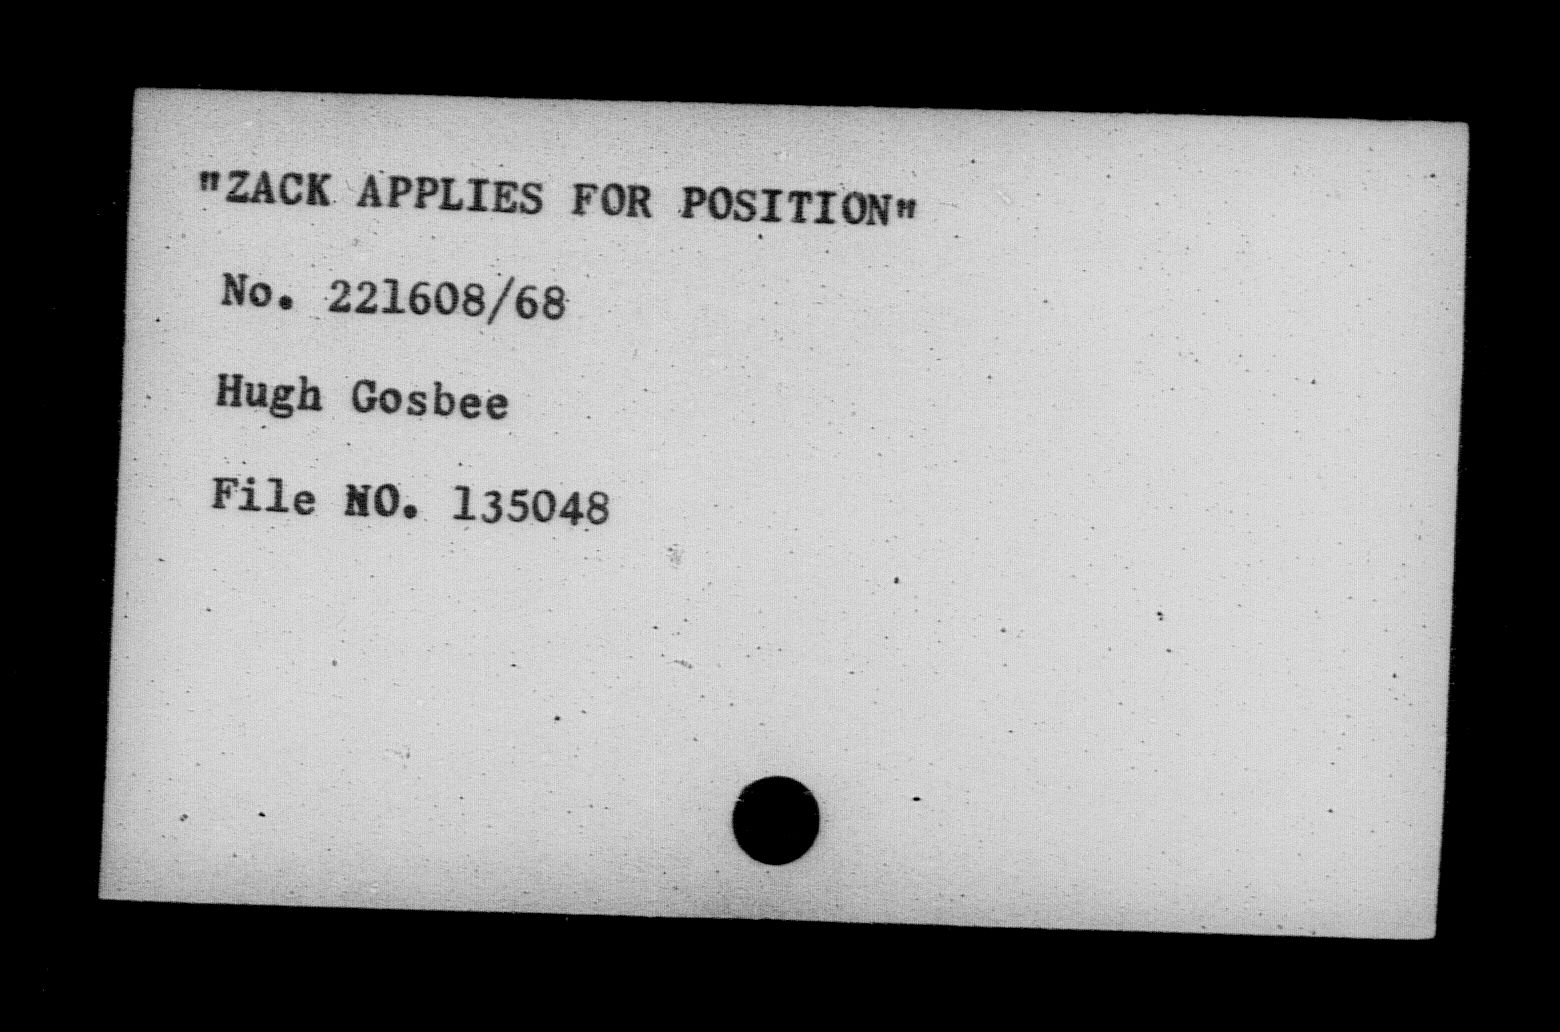 "ZACK APPLIES FOR POSITION"
No. 221608/68
Hugh Gosbee
File NO. 135048